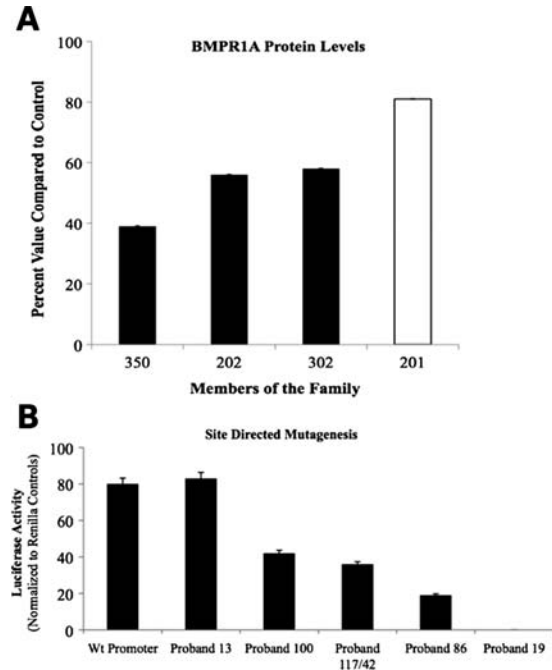 A
BMPR1A Protein Levels
Percent Value Compared to Control
100
80
60
40
20
0
350 202 302 201
Members of the Family
B
Site Directed Mutagenesis
Luciferase Activity
(Normalized to Renilla Controls)
100
80
60
40
20
0
Wt Promoter Proband 13 Proband 100 Proband Proband 86 Proband 19
117/42